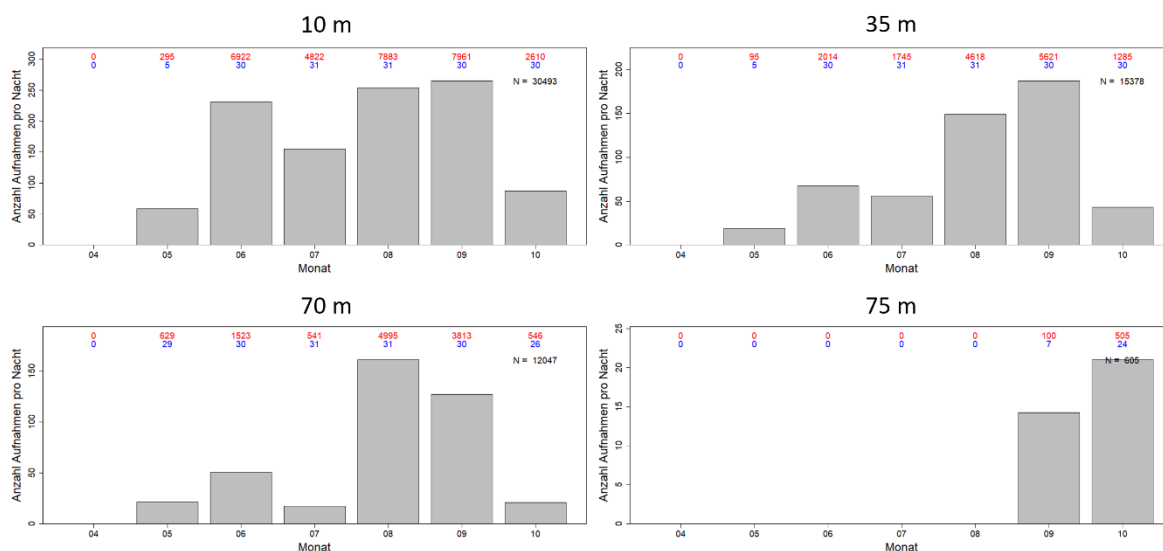 10 m
0 295 6922 4822 7883 7961 2610
0 5 30 31 31 30 30
N = 30493
300
250
200
150
100
50
0
Anzahl Aufnahmen pro Nacht
04 05 06 07 08 09 10
Monat
35 m
0 95 2014 1745 4618 5621 1285
0 5 30 31 31 30 30
N = 15378
200
150
100
50
0
Anzahl Aufnahmen pro Nacht
04 05 06 07 08 09 10
Monat
70 m
0 629 1523 541 4995 3813 546
0 29 30 31 31 30 26
N = 12047
150
100
50
0
Anzahl Aufnahmen pro Nacht
04 05 06 07 08 09 10
Monat
75 m
0 0 0 0 0 100 505
0 0 0 0 0 7 24
N = 605
25
20
15
10
5
0
Anzahl Aufnahmen pro Nacht
04 05 06 07 08 09 10
Monat